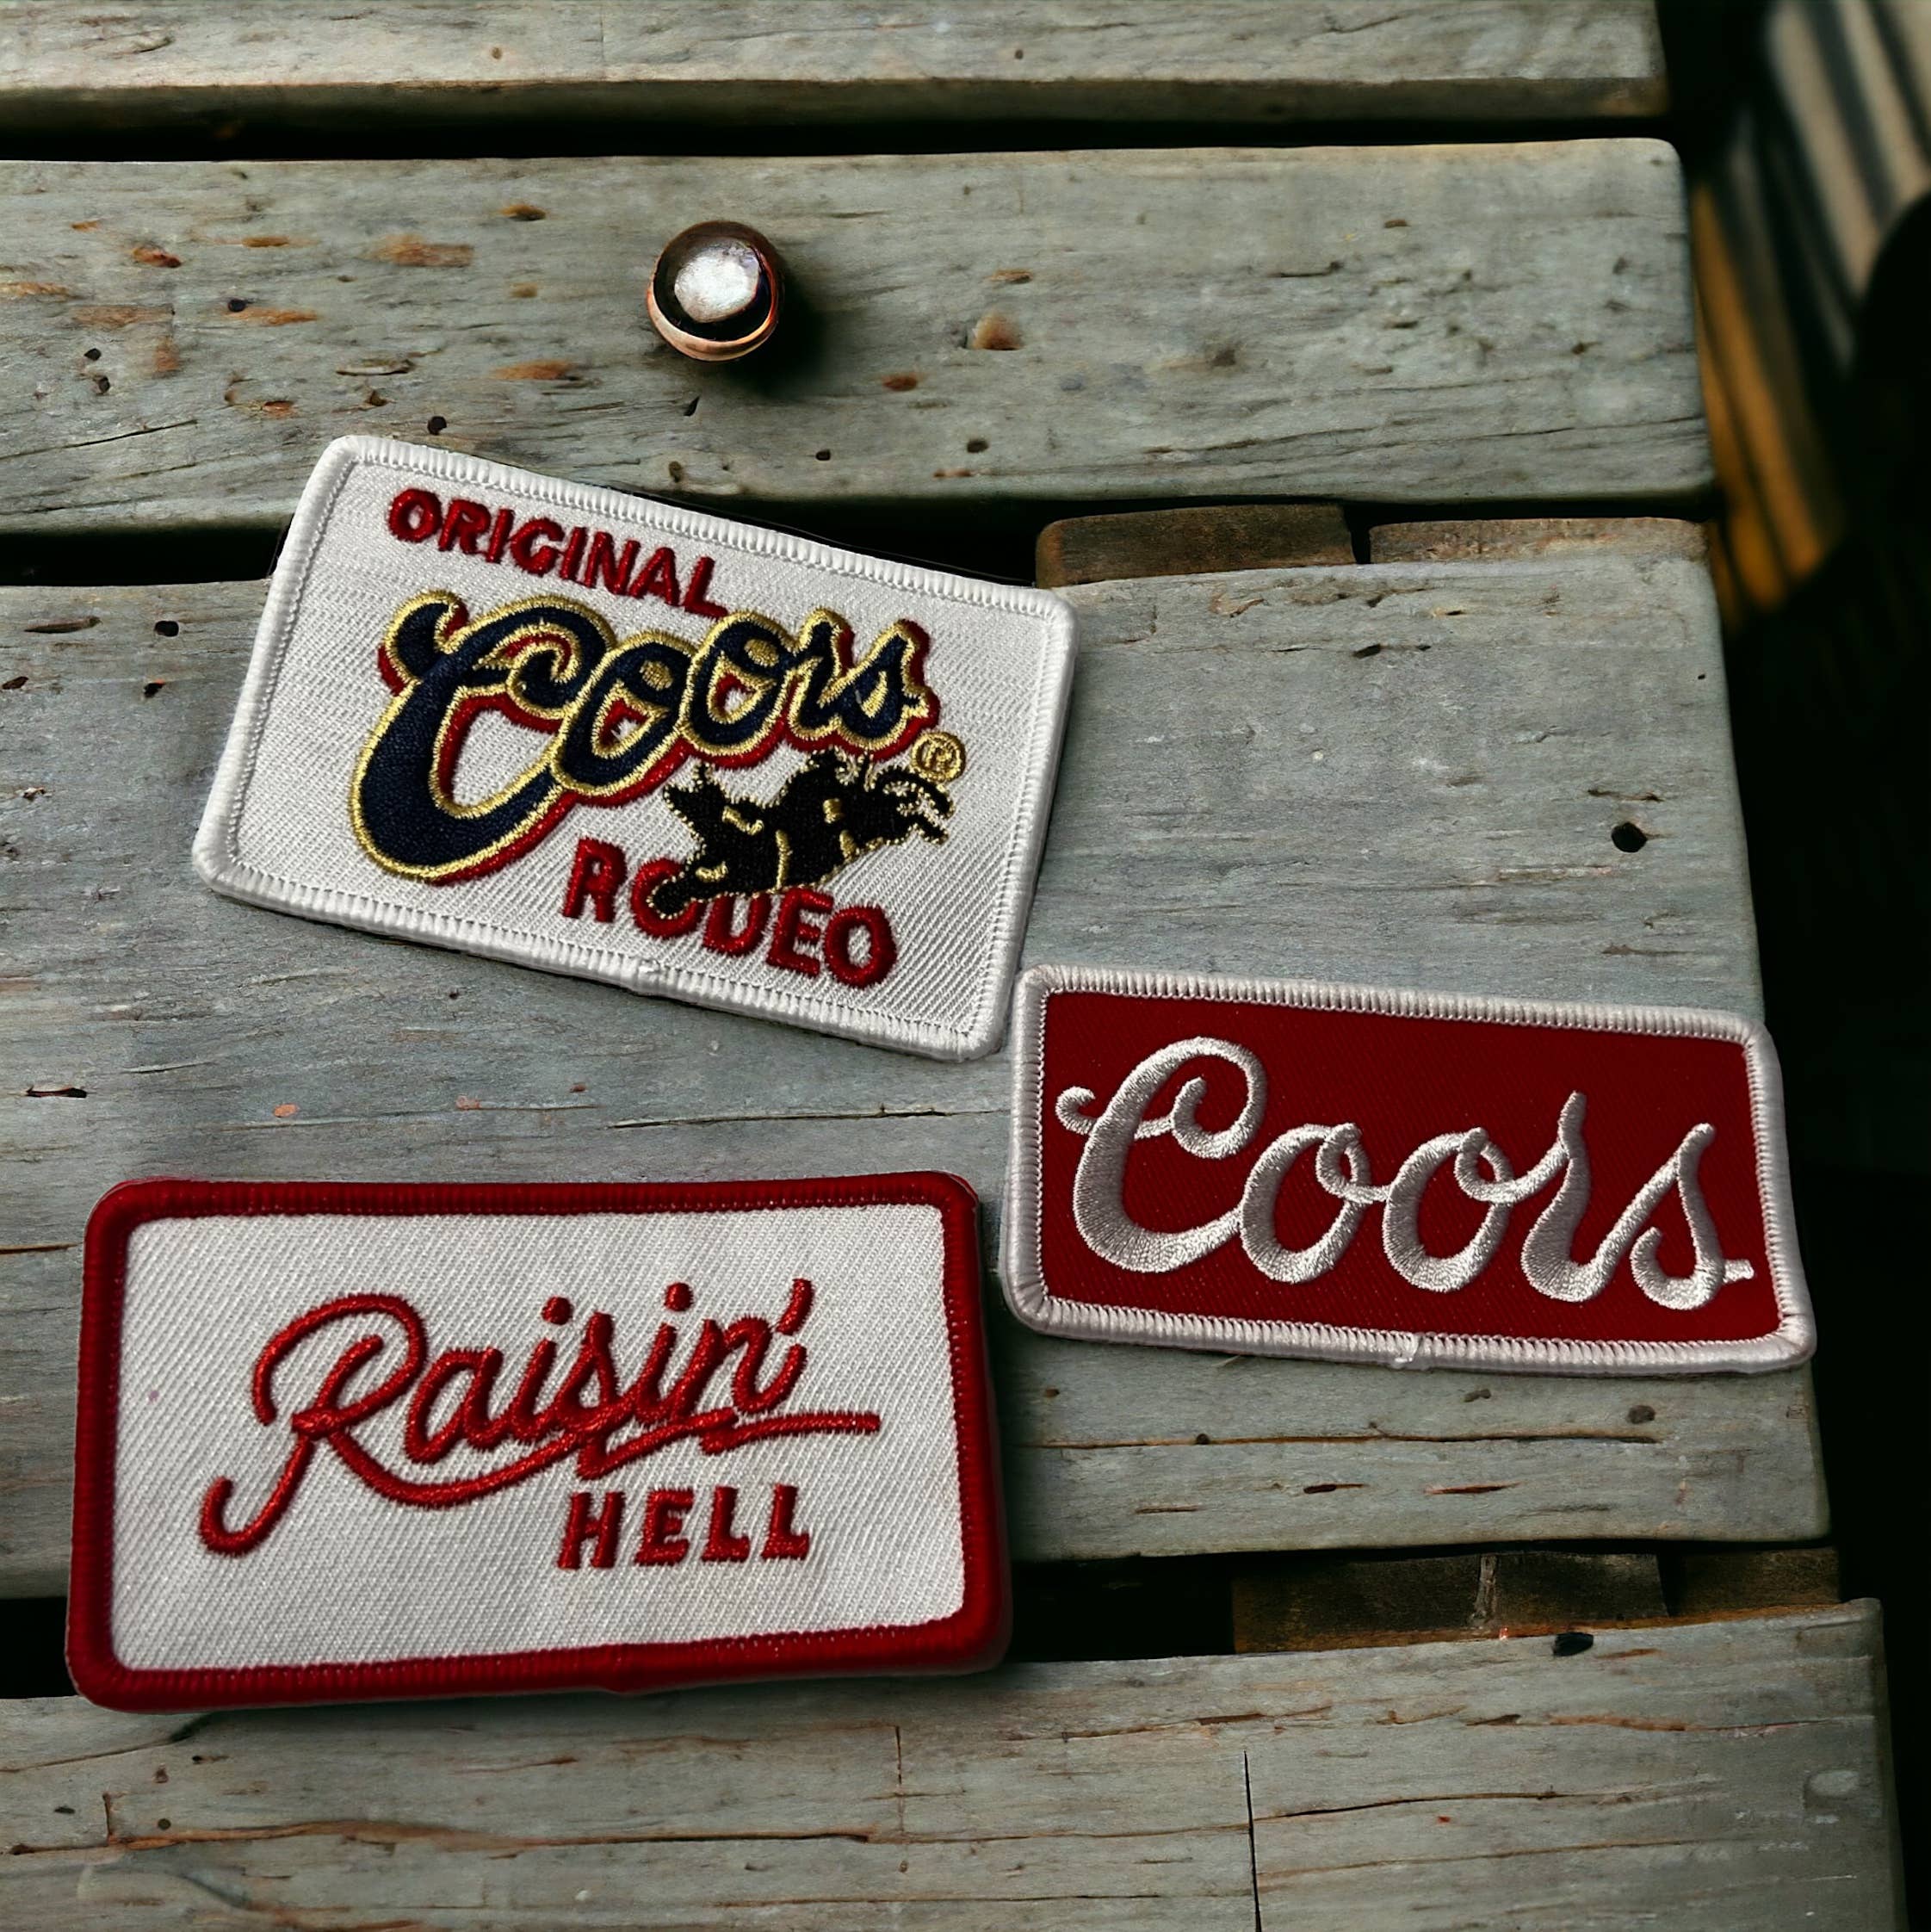 ORIGINAL
Coors®
RODEO
Coors
Raisin'
HELL